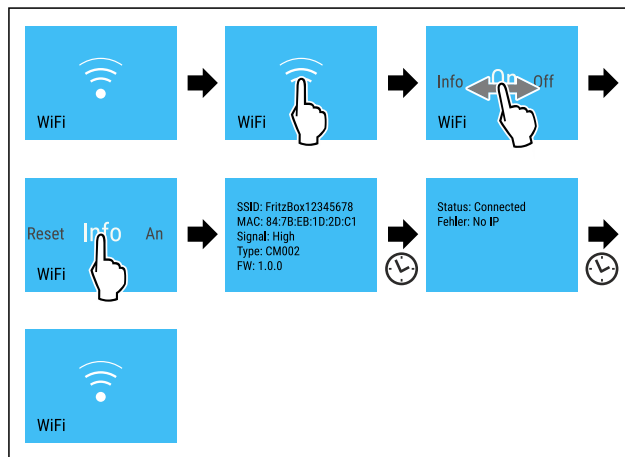 WiFi
WiFi
Info On Off
WiFi
Reset Info An
WiFi
SSID: FritzBox12345678
MAC: 84:7B:EB:1D:2D:C1
Signal: High
Type: CM002
FW: 1.0.0
Status: Connected
Fehler: No IP
WiFi